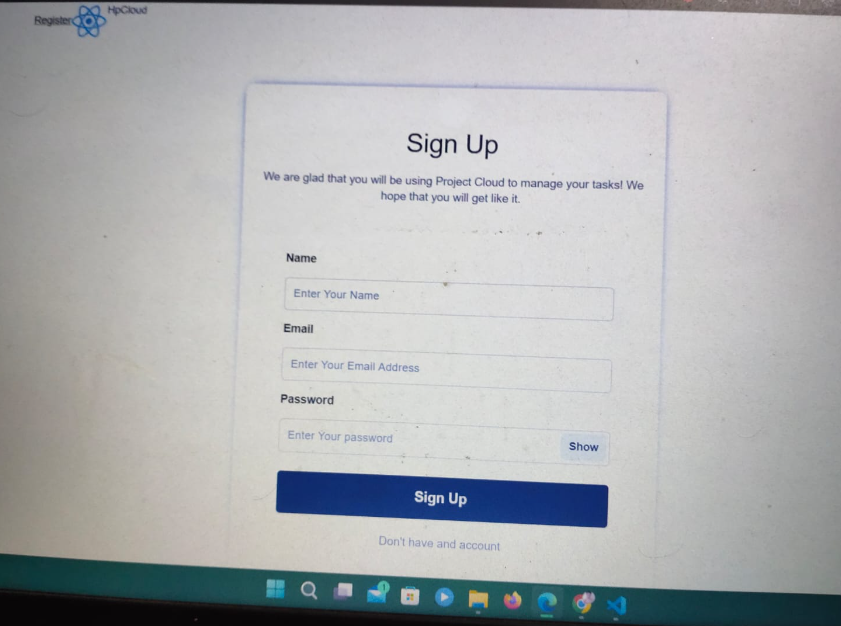 Register
HpCloud
Sign Up
We are glad that you will be using Project Cloud to manage your tasks! We
hope that you will get like it.
Name
Enter Your Name
Email
Enter Your Email Address
Password
Enter Your password
Show
Sign Up
Don't have and account
1